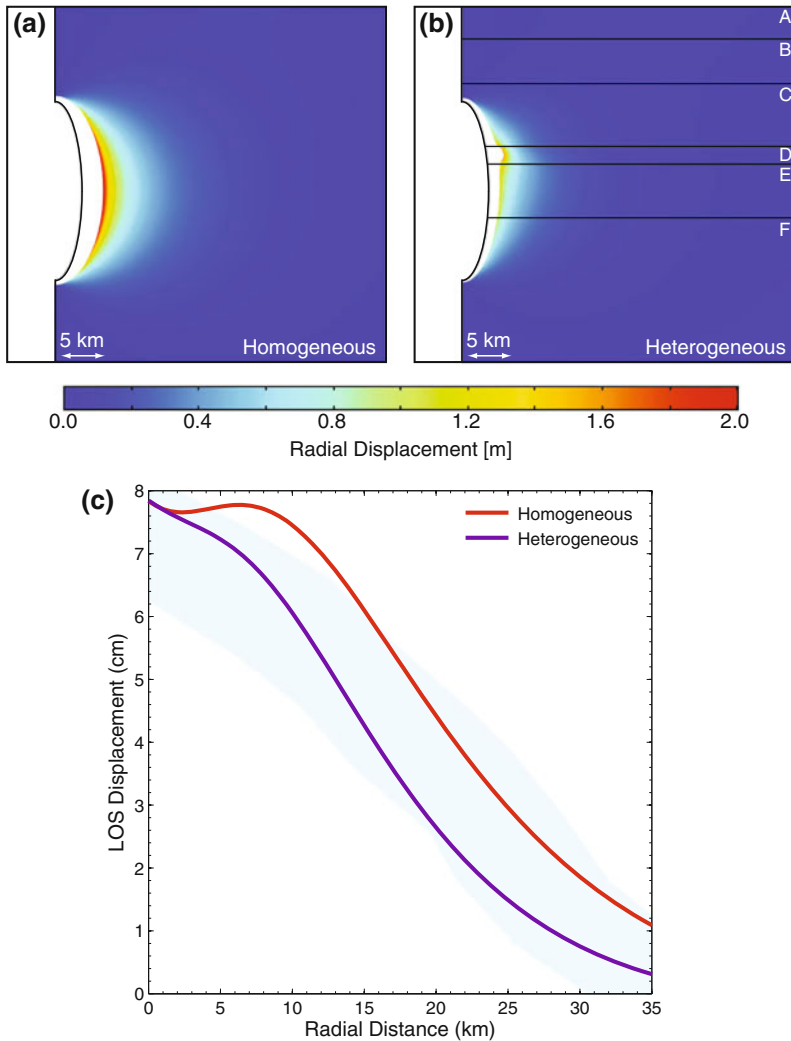 (a)
5 km
Homogeneous
(b)
A
B
C
D
E
F
5 km
Heterogeneous
0.0 0.4 0.8 1.2 1.6 2.0
Radial Displacement [m]
(c)
Homogeneous
Heterogeneous
8
7
6
5
4
3
2
1
0
LOS Displacement (cm)
0 5 10 15 20 25 30 35
Radial Distance (km)